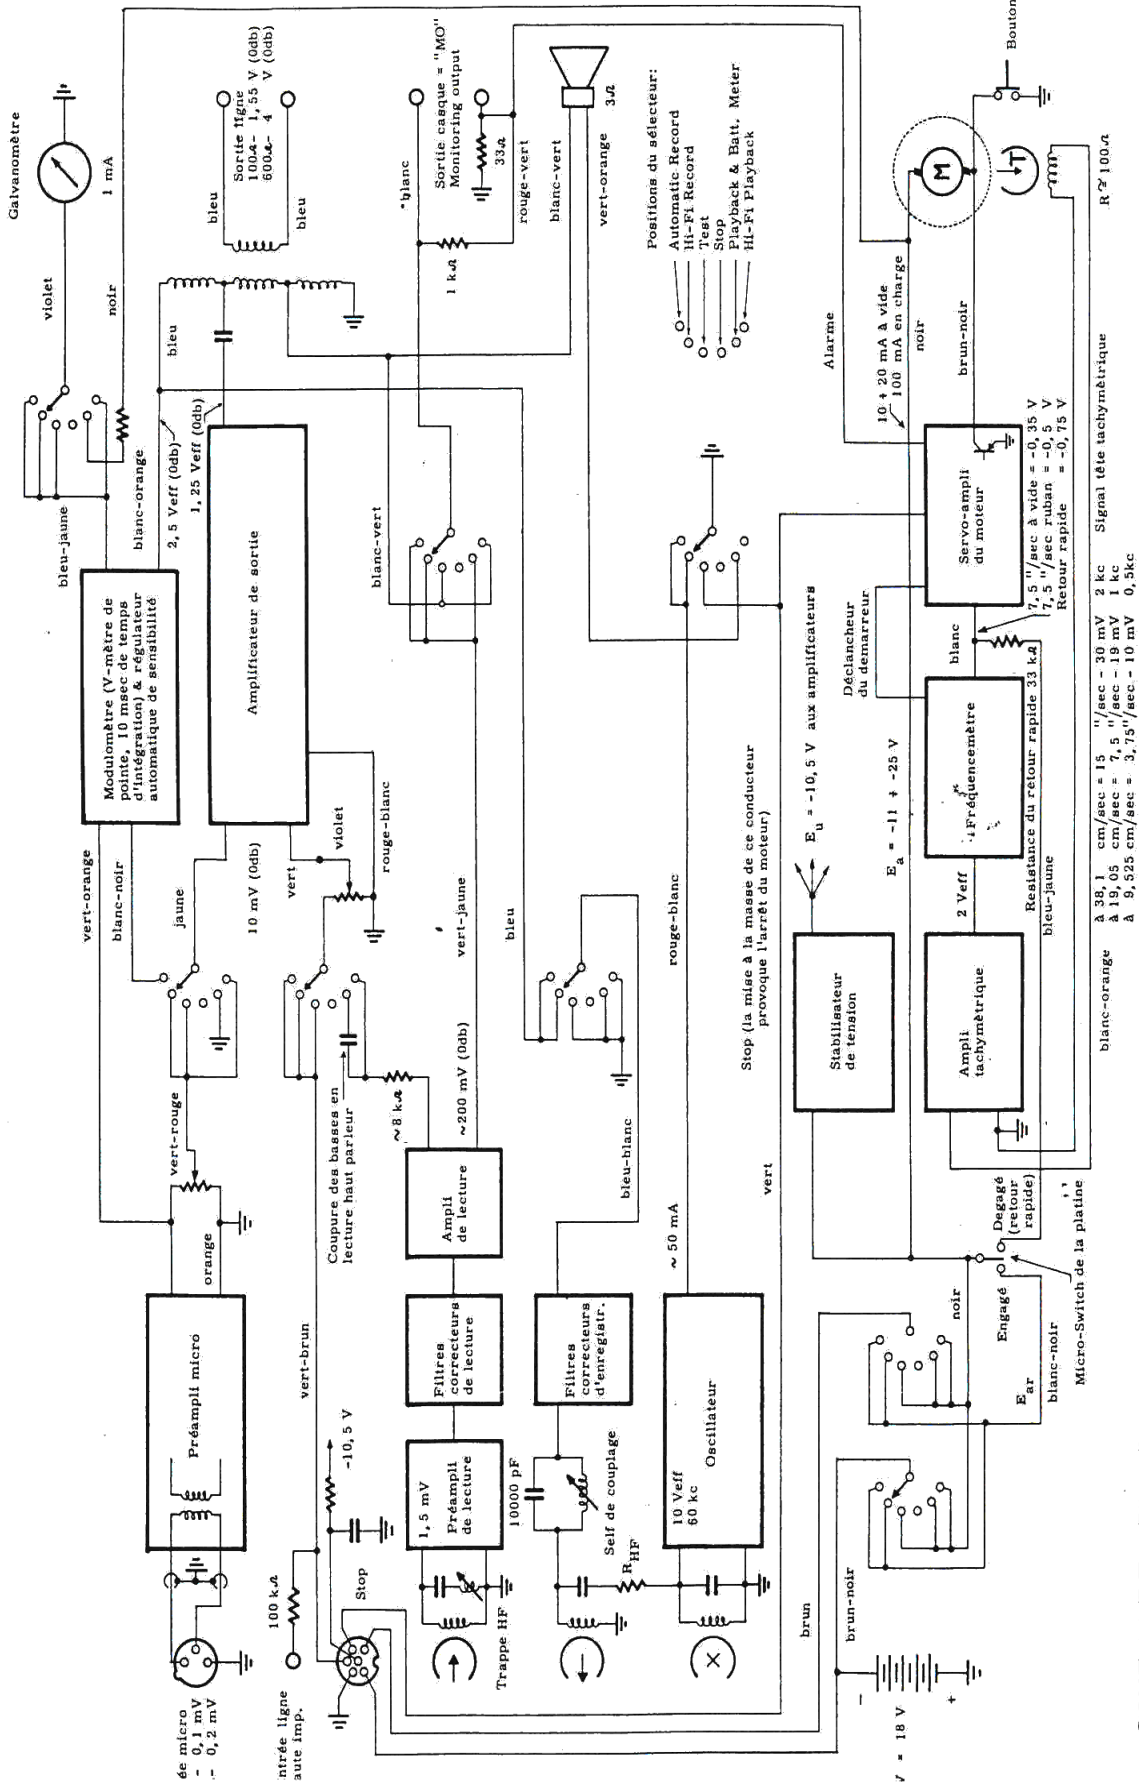 Galvanomètre
1 mA
violet
noir
bleu-jaune
blanc-orange
Sortie ligne
100Ω- 1,55 V (0db)
600Ω- 4 V (0db)
bleu
bleu
bleu
2,5 Veff (0db)
1,25 Veff (0db)
Sortie casque = "MO"
Monitoring output
33Ω
blanc
1 kΩ
rouge-vert
blanc-vert
3Ω
vert-orange
Positions du sélecteur:
Automatic Record
Hi-Fi Record
Test
Stop
Playback & Batt. Meter
Hi-Fi Playback
Bouton
M
T
R≅100Ω
Alarme
10 + 20 mA à vide
100 mA en charge
noir
brun-noir
Modulomètre (V-mètre de
pointe, 10 msec de temps
d'intégration) & régulateur
automatique de sensibilité
Amplificateur de sortie
blanc-vert
vert-orange
blanc-noir
jaune
10 mV (0db)
vert
violet
rouge-blanc
vert-jaune
bleu
rouge-blanc
Stop (la mise à la masse de ce conducteur
provoque l'arrêt du moteur)
Eu = -10,5 V aux amplificateurs
Ea = -11 + -25 V
Déclancheur
du demarreur
Servo-ampli
du moteur
blanc
7,5 "/sec à vide = -0,35 V
7,5 "/sec ruban = -0,5 V
Retour rapide = -0,75 V
Fréquencemètre
Resistance du retour rapide 33 kΩ
2 Veff
bleu-jaune
Stabilisateur
de tension
Ampli
tachymètrique
Signal tête tachymètrique
à 38,1 cm/sec = 15 "/sec - 30 mV 2 kc
à 19,05 cm/sec = 7,5 "/sec - 19 mV 1 kc
à 9,525 cm/sec = 3,75"/sec - 10 mV 0,5kc
blanc-orange
vert-rouge
orange
Préampli micro
Coupure des basses en
lecture haut parleur
~8 kΩ
~200 mV (0db)
vert-brun
-10,5 V
Ampli
de lecture
Filtres
correcteurs
de lecture
1,5 mV
Préampli
de lecture
bleu-blanc
Filtres
correcteurs
d'enregistr.
10000 pF
Self de couplage
RHF
~ 50 mA
10 Veff
60 kc
Oscillateur
vert
ée micro
- 0,1 mV
- 0,2 mV
100 kΩ
ntrée ligne
aute imp.
Stop
Trappe HF
brun
brun-noir
noir
Engagé
Degagé
(retour
rapide)
Ear
blanc-noir
Micro-Switch de la platine
- +
= 18 V